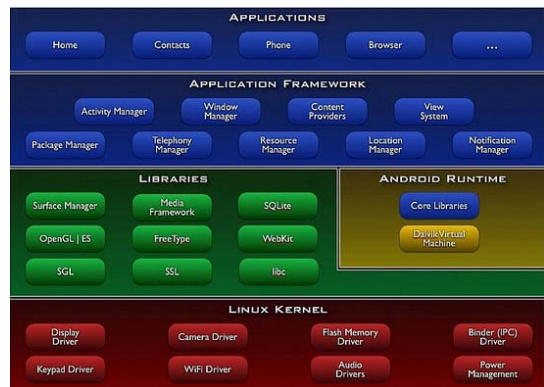 APPLICATIONS
Home Contacts Phone Browser ...
APPLICATION FRAMEWORK
Activity Manager Window Manager Content Providers View System
Package Manager Telephony Manager Resource Manager Location Manager Notification Manager
LIBRARIES
Surface Manager Media Framework SQLite
OpenGL | ES FreeType WebKit
SGL SSL libc
ANDROID RUNTIME
Core Libraries
Dalvik Virtual Machine
LINUX KERNEL
Display Driver Camera Driver Flash Memory Driver Binder (IPC) Driver
Keypad Driver WiFi Driver Audio Drivers Power Management